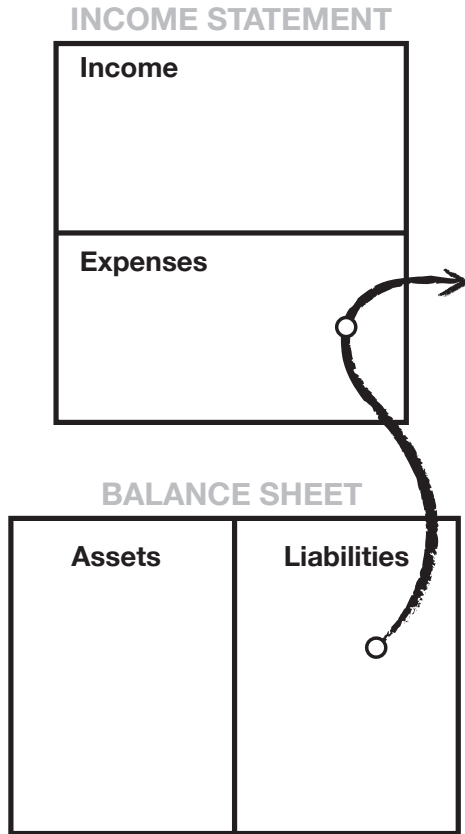 INCOME STATEMENT
Income
Expenses
BALANCE SHEET
Assets
Liabilities